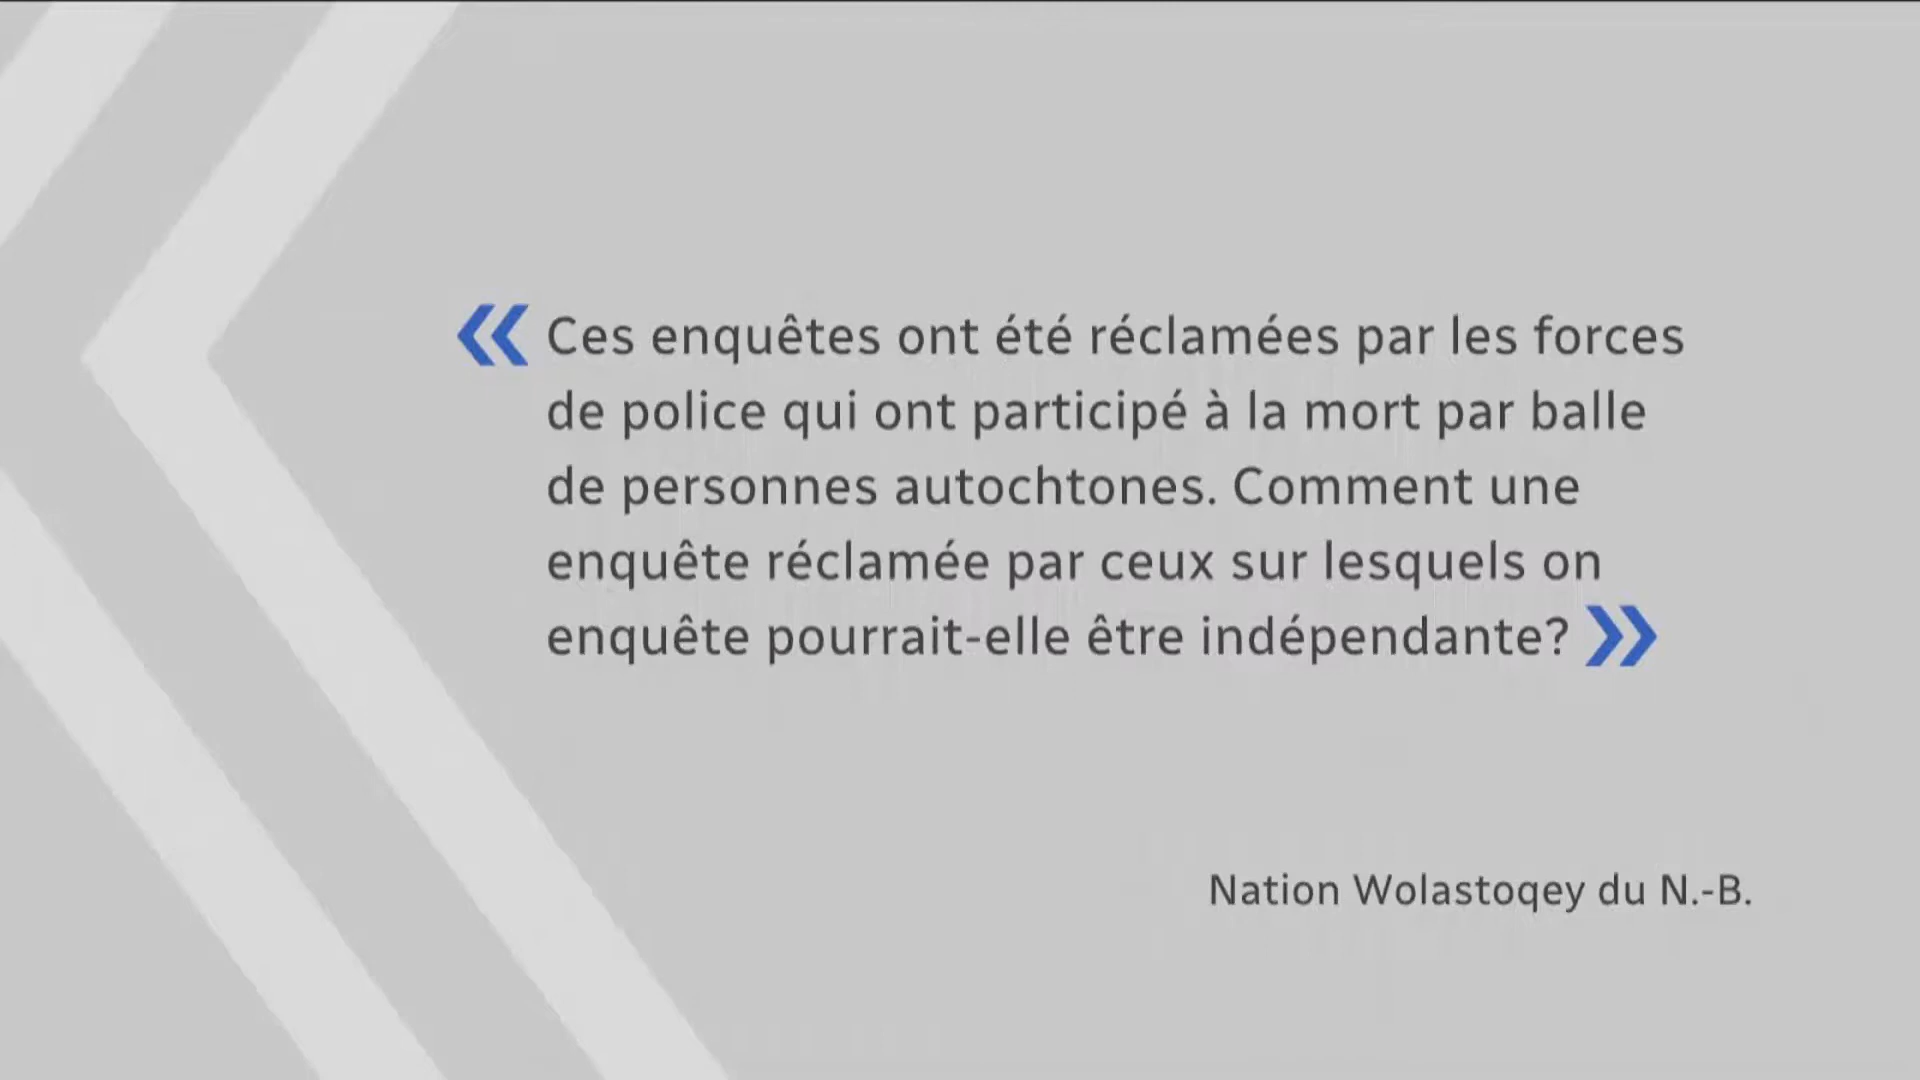 « Ces enquêtes ont été réclamées par les forces
de police qui ont participé à la mort par balle
de personnes autochtones. Comment une
enquête réclamée par ceux sur lesquels on
enquête pourrait-elle être indépendante? »
Nation Wolastoqey du N.-B.